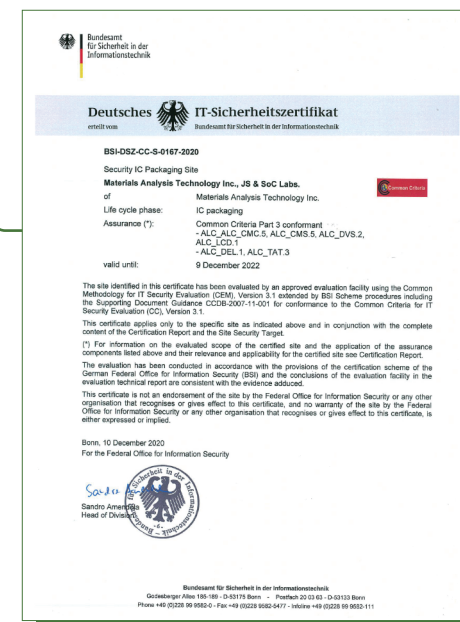 Bundesamt
für Sicherheit in der
Informationstechnik
Deutsches IT-Sicherheitszertifikat
erteilt vom Bundesamt für Sicherheit in der Informationstechnik
BSI-DSZ-CC-S-0167-2020
Security IC Packaging Site
Materials Analysis Technology Inc., JS & SoC Labs.
of Materials Analysis Technology Inc.
Common Criteria
Life cycle phase: IC packaging
Assurance (*): Common Criteria Part 3 conformant
- ALC_ALC_CMC.5, ALC_CMS.5, ALC_DVS.2,
ALC_LCD.1
- ALC_DEL.1, ALC_TAT.3
valid until: 9 December 2022
The site identified in this certificate has been evaluated by an approved evaluation facility using the Common
Methodology for IT Security Evaluation (CEM), Version 3.1 extended by BSI Scheme procedures including
the Supporting Document Guidance CCDB-2007-11-001 for conformance to the Common Criteria for IT
Security Evaluation (CC), Version 3.1.
This certificate applies only to the specific site as indicated above and in conjunction with the complete
content of the Certification Report and the Site Security Target.
(*) For information on the evaluated scope of the certified site and the application of the assurance
components listed above and their relevance and applicability for the certified site see Certification Report.
The evaluation has been conducted in accordance with the provisions of the certification scheme of the
German Federal Office for Information Security (BSI) and the conclusions of the evaluation facility in the
evaluation technical report are consistent with the evidence adduced.
This certificate is not an endorsement of the site by the Federal Office for Information Security or any other
organisation that recognises or gives effect to this certificate, and no warranty of the site by the Federal
Office for Information Security or any other organisation that recognises or gives effect to this certificate, is
either expressed or implied.
Bonn, 10 December 2020
For the Federal Office for Information Security
Sandro Amendola
Head of Division
Bundesamt für Sicherheit in der Informationstechnik
Godesberger Allee 185-189 - D-53175 Bonn - Postfach 20 03 63 - D-53133 Bonn
Phone +49 (0)228 99 9582-0 - Fax +49 (0)228 9582-5477 - Infoline +49 (0)228 99 9582-111